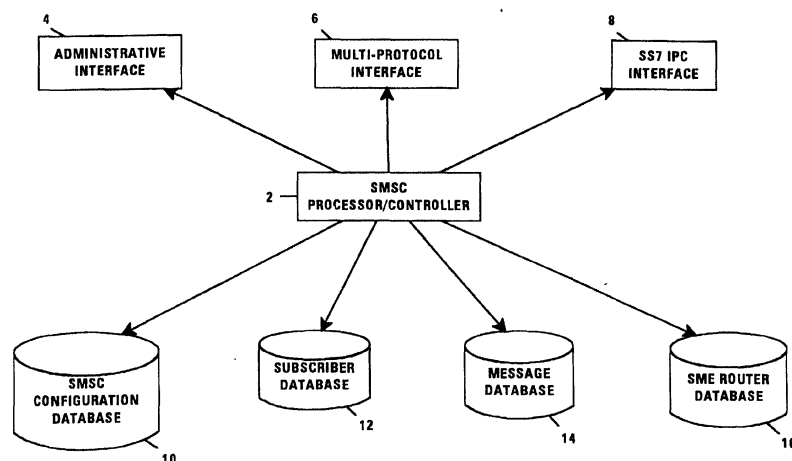 4
6
8
ADMINISTRATIVE
INTERFACE
MULTI-PROTOCOL
INTERFACE
SS7 IPC
INTERFACE
2
SMSC
PROCESSOR/CONTROLLER
SMSC
CONFIGURATION
DATABASE
SUBSCRIBER
DATABASE
MESSAGE
DATABASE
SME ROUTER
DATABASE
10
12
14
16